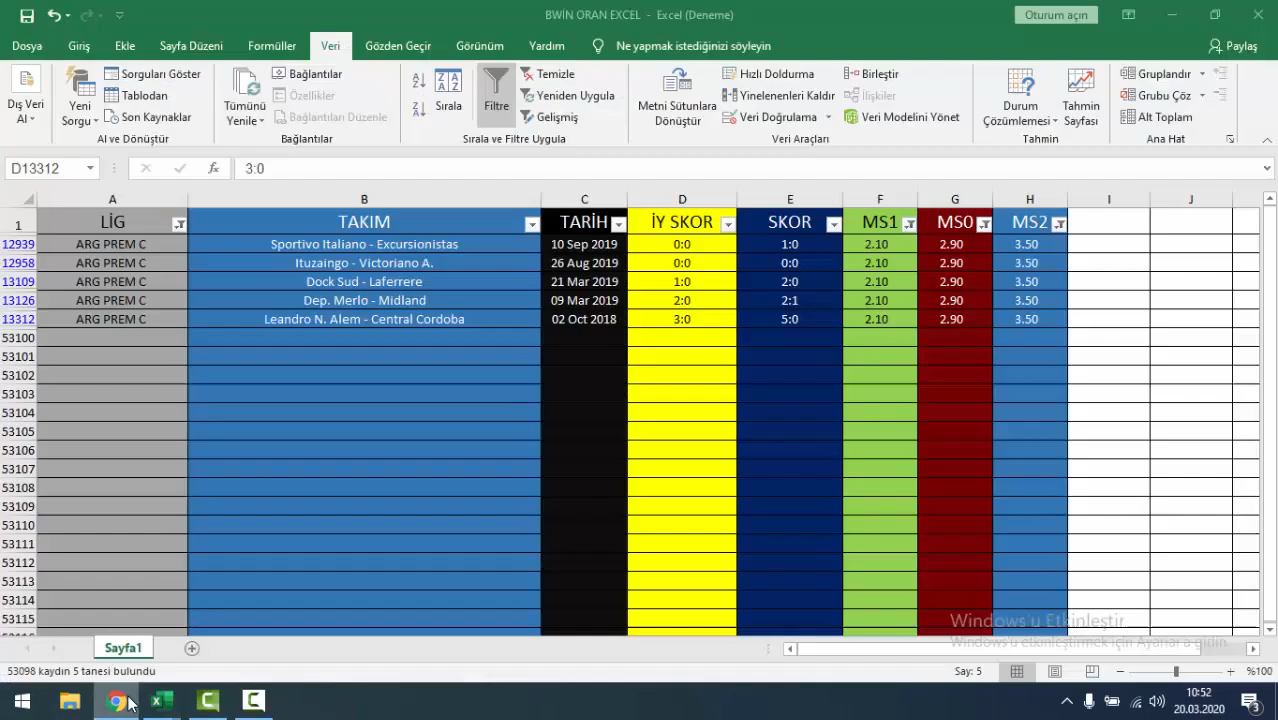 BWİN ORAN EXCEL - Excel (Deneme)
Oturum açın
Dosya Giriş Ekle Sayfa Düzeni Formüller Veri Gözden Geçir Görünüm Yardım Ne yapmak istediğinizi söyleyin Paylaş
Dış Veri Al
Yeni Sorgu
Sorguları Göster
Tablodan
Son Kaynaklar
Al ve Dönüştür
Tümünü Yenile
Bağlantılar
Özellikler
Bağlantıları Düzenle
Bağlantılar
Sırala
Filtre
Temizle
Yeniden Uygula
Gelişmiş
Sırala ve Filtre Uygula
Metni Sütunlara Dönüştür
Hızlı Doldurma
Yinelenenleri Kaldır
Veri Doğrulama
Birleştir
İlişkiler
Veri Modelini Yönet
Veri Araçları
Durum Çözümlemesi
Tahmin Sayfası
Tahmin
Gruplandır
Grubu Çöz
Alt Toplam
Ana Hat
D13312 fx 3:0
A B C D E F G H I J
1 LİG TAKIM TARİH İY SKOR SKOR MS1 MS0 MS2
12939 ARG PREM C Sportivo Italiano - Excursionistas 10 Sep 2019 0:0 1:0 2.10 2.90 3.50
12958 ARG PREM C Ituzaingo - Victoriano A. 26 Aug 2019 0:0 0:0 2.10 2.90 3.50
13109 ARG PREM C Dock Sud - Laferrere 21 Mar 2019 1:0 2:0 2.10 2.90 3.50
13126 ARG PREM C Dep. Merlo - Midland 09 Mar 2019 2:0 2:1 2.10 2.90 3.50
13312 ARG PREM C Leandro N. Alem - Central Cordoba 02 Oct 2018 3:0 5:0 2.10 2.90 3.50
53100
53101
53102
53103
53104
53105
53106
53107
53108
53109
53110
53111
53112
53113
53114
53115
Windows'u Etkinleştir
Windows'u etkinleştirmek için Ayarlar'a gidin.
Sayfa1
53098 kaydın 5 tanesi bulundu
Say: 5
%100
10:52
20.03.2020
3